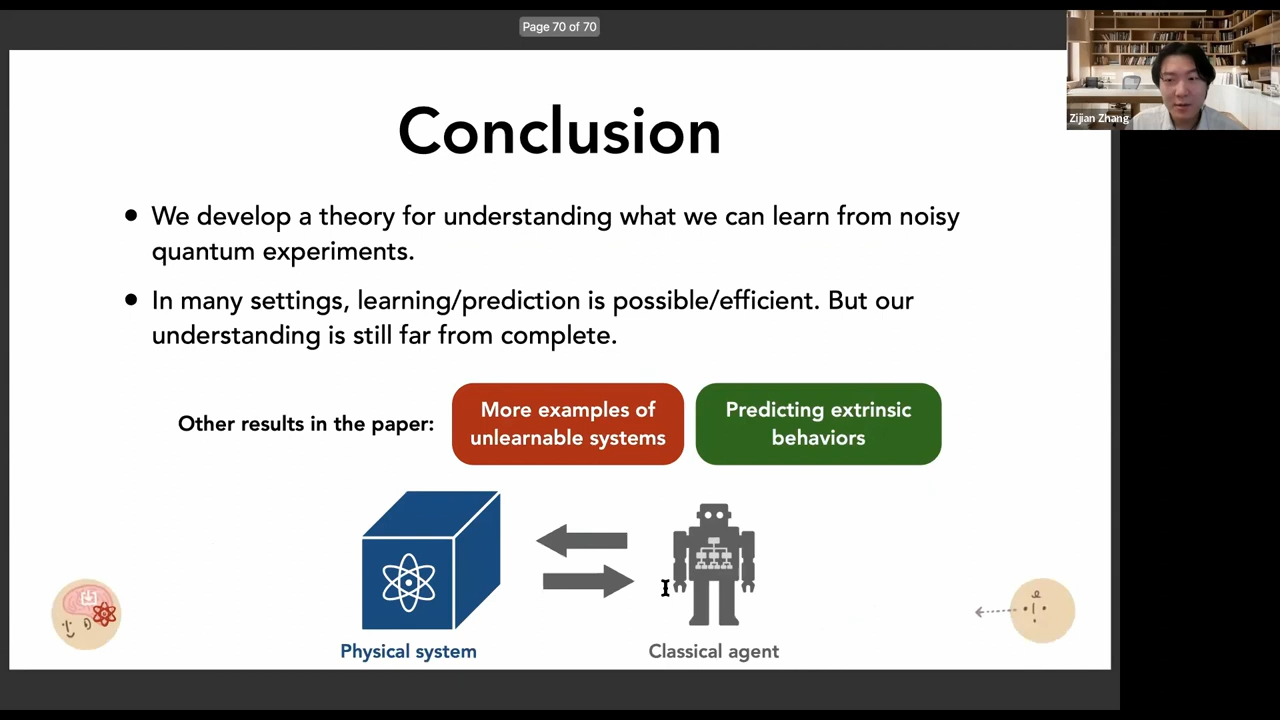 Page 70 of 70
Zijian Zhang
Conclusion
• We develop a theory for understanding what we can learn from noisy
quantum experiments.
• In many settings, learning/prediction is possible/efficient. But our
understanding is still far from complete.
Other results in the paper:
More examples of
unlearnable systems
Predicting extrinsic
behaviors
Physical system
Classical agent